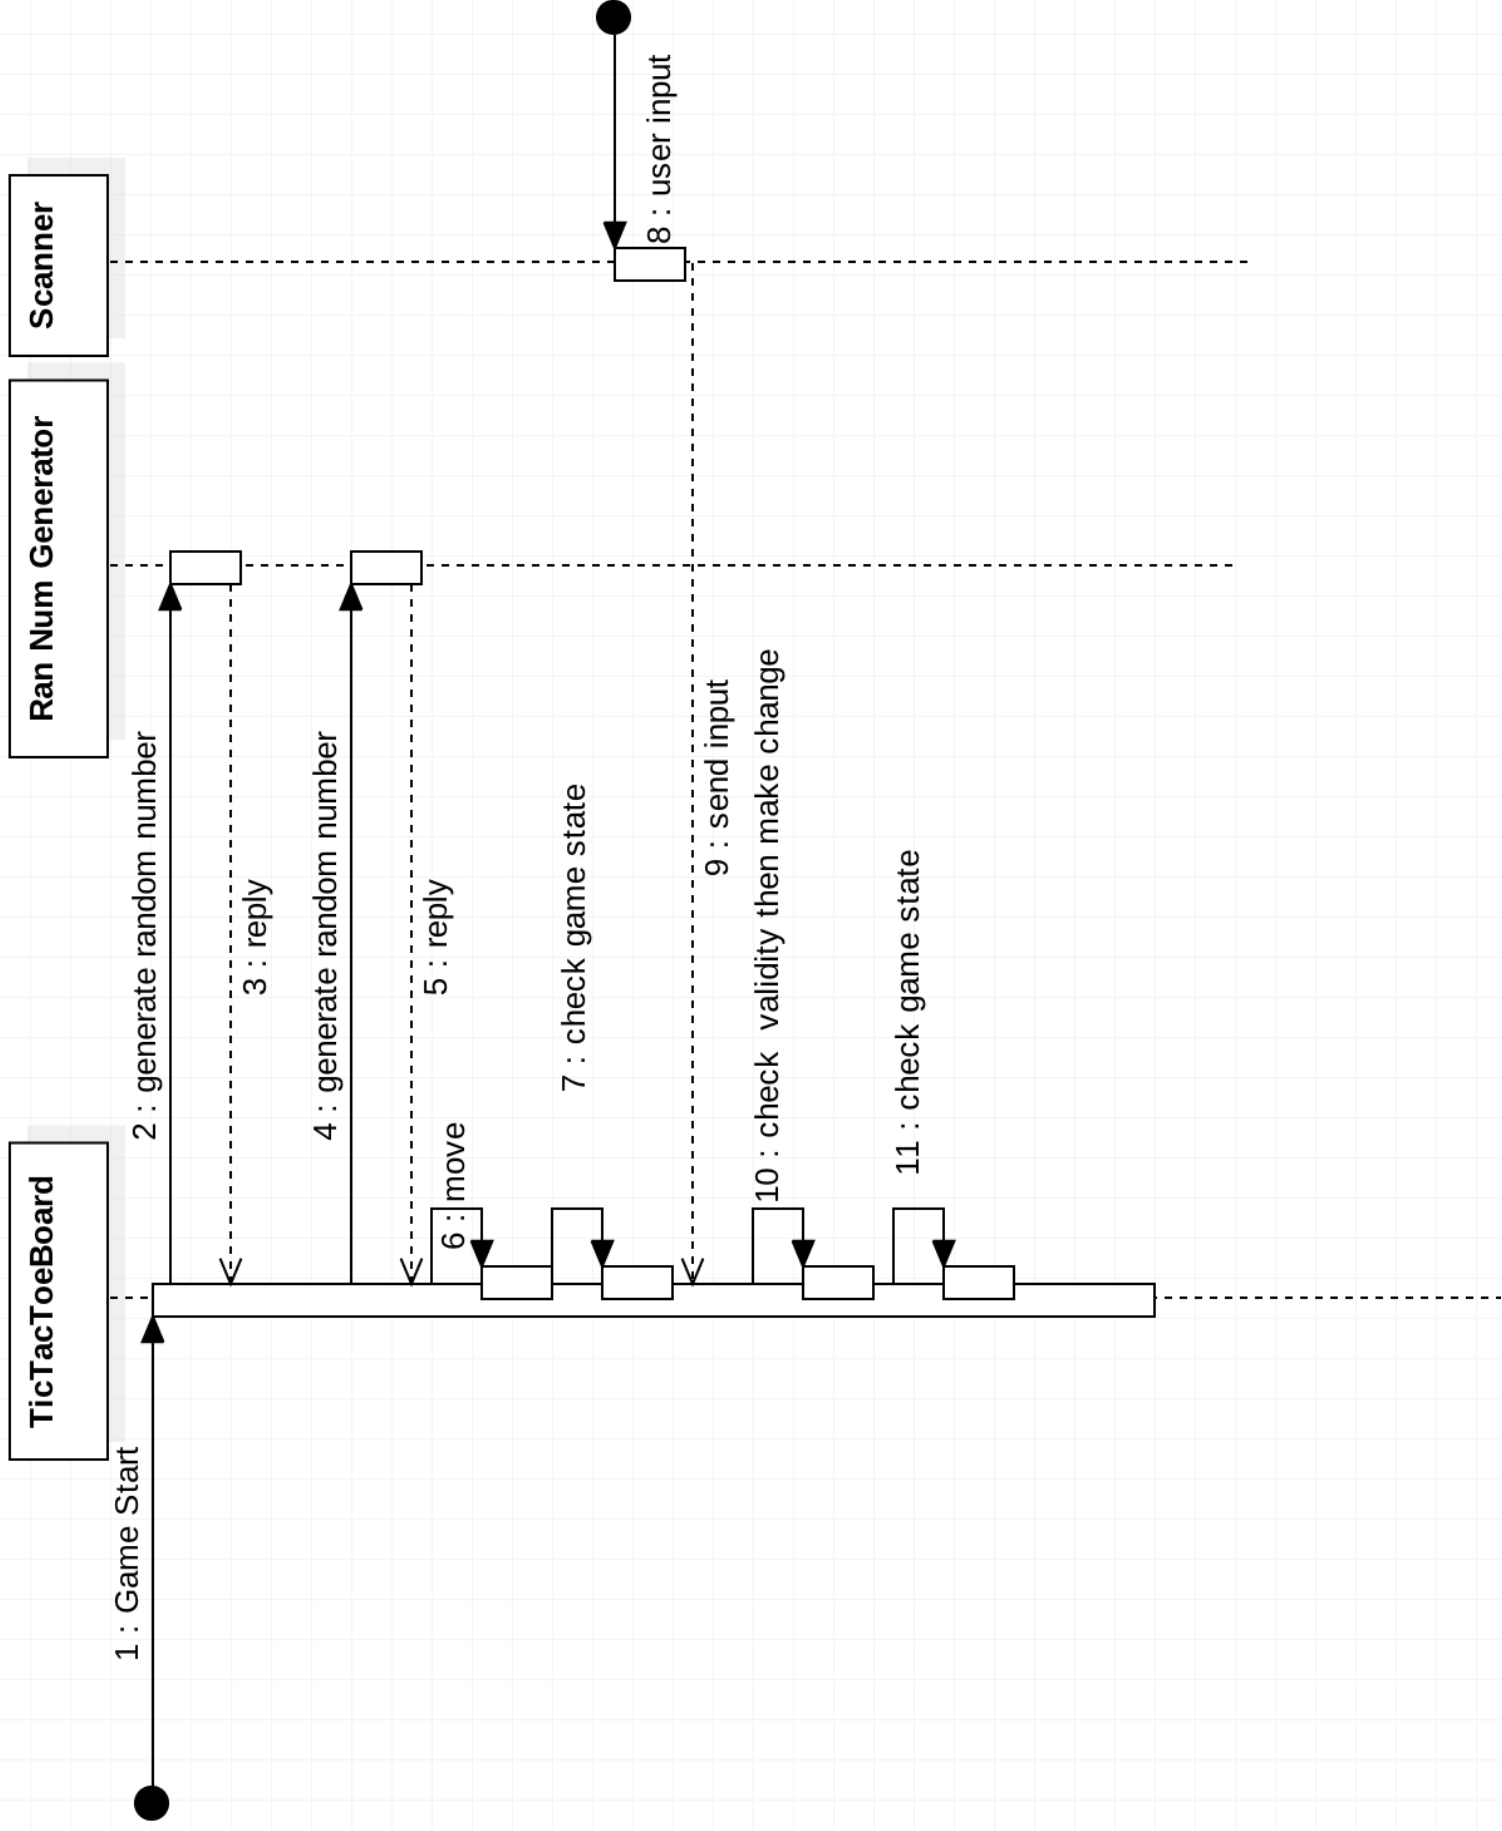 TicTacToeBoard
Ran Num Generator
Scanner
1 : Game Start
2 : generate random number
3 : reply
4 : generate random number
5 : reply
6 : move
7 : check game state
8 : user input
9 : send input
10 : check  validity then make change
11 : check game state